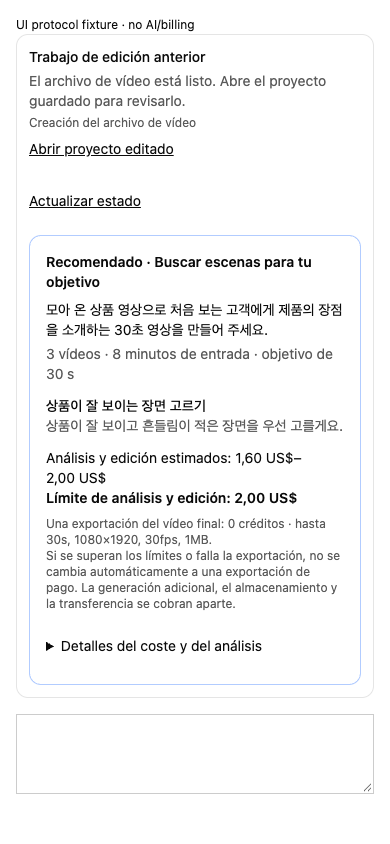 UI protocol fixture · no AI/billing
Trabajo de edición anterior
El archivo de vídeo está listo. Abre el proyecto
guardado para revisarlo.
Creación del archivo de vídeo
Abrir proyecto editado
Actualizar estado
Recomendado · Buscar escenas para tu
objetivo
모아 온 상품 영상으로 처음 보는 고객에게 제품의 장점
을 소개하는 30초 영상을 만들어 주세요.
3 vídeos · 8 minutos de entrada · objetivo de
30 s
상품이 잘 보이는 장면 고르기
상품이 잘 보이고 흔들림이 적은 장면을 우선 고를게요.
Análisis y edición estimados: 1,60 US$–
2,00 US$
Límite de análisis y edición: 2,00 US$
Una exportación del vídeo final: 0 créditos · hasta
30s, 1080×1920, 30fps, 1MB.
Si se superan los límites o falla la exportación, no se
cambia automáticamente a una exportación de
pago. La generación adicional, el almacenamiento y
la transferencia se cobran aparte.
▶ Detalles del coste y del análisis